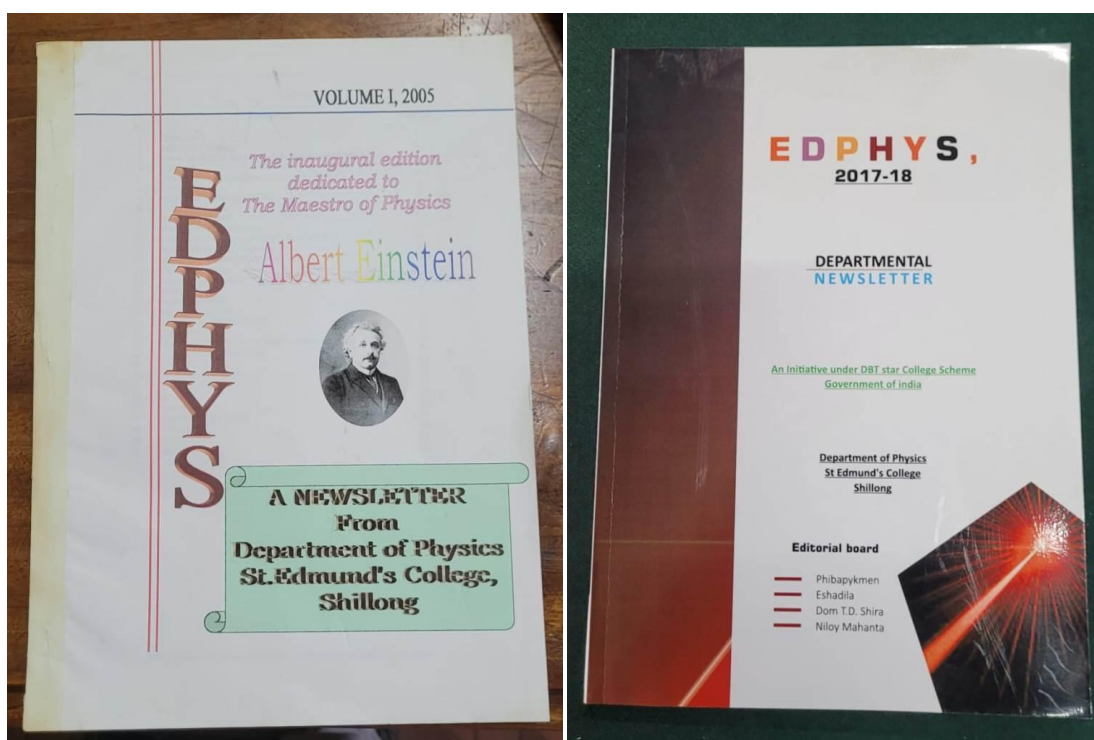 VOLUME I, 2005
The inaugural edition
dedicated to
The Maestro of Physics
Albert Einstein
EDPHYS
A NEWSLETTER
From
Department of Physics
St.Edmund's College,
Shillong
EDPHYS,
2017-18
DEPARTMENTAL
NEWSLETTER
An Initiative under DBT star College Scheme
Government of india
Department of Physics
St Edmund's College
Shillong
Editorial board
Phibapykmen
Eshadila
Dom T.D. Shira
Niloy Mahanta